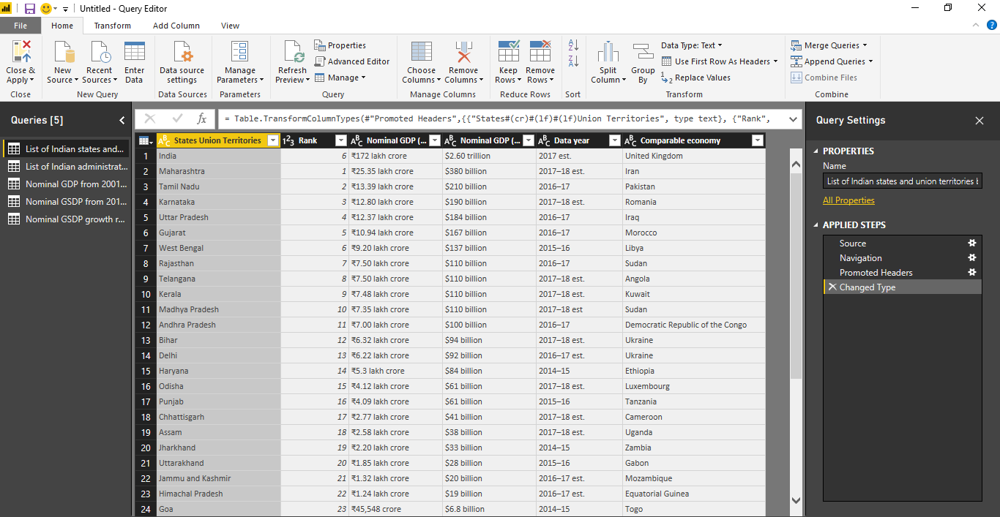 Untitled - Query Editor
File Home Transform Add Column View
Close & Apply
New Source
Recent Sources
Enter Data
Data source settings
Manage Parameters
Refresh Preview
Properties
Advanced Editor
Manage
Choose Columns
Remove Columns
Keep Rows
Remove Rows
Split Column
Group By
Data Type: Text
Use First Row As Headers
Replace Values
Merge Queries
Append Queries
Combine Files
Close New Query Data Sources Parameters Query Manage Columns Reduce Rows Sort Transform Combine
Queries [5]
List of Indian states and...
List of Indian administrat...
Nominal GDP from 2001...
Nominal GSDP from 201...
Nominal GSDP growth r...
fx = Table.TransformColumnTypes(#"Promoted Headers",{{"States#(cr)#(lf)#(lf)Union Territories", type text}, {"Rank",
States Union Territories Rank Nominal GDP (... Nominal GDP (... Data year Comparable economy
1 India 6 ₹172 lakh crore $2.60 trillion 2017 est. United Kingdom
2 Maharashtra 1 ₹25.35 lakh crore $380 billion 2017–18 est. Iran
3 Tamil Nadu 2 ₹13.39 lakh crore $210 billion 2016–17 Pakistan
4 Karnataka 3 ₹12.80 lakh crore $190 billion 2017–18 est. Romania
5 Uttar Pradesh 4 ₹12.37 lakh crore $184 billion 2016–17 Iraq
6 Gujarat 5 ₹10.94 lakh crore $167 billion 2016–17 Morocco
7 West Bengal 6 ₹9.20 lakh crore $137 billion 2015–16 Libya
8 Rajasthan 7 ₹7.50 lakh crore $110 billion 2016–17 Sudan
9 Telangana 8 ₹7.50 lakh crore $110 billion 2017–18 est. Angola
10 Kerala 9 ₹7.48 lakh crore $110 billion 2017–18 est. Kuwait
11 Madhya Pradesh 10 ₹7.35 lakh crore $110 billion 2017–18 est Sudan
12 Andhra Pradesh 11 ₹7.00 lakh crore $100 billion 2016–17 Democratic Republic of the Congo
13 Bihar 12 ₹6.32 lakh crore $94 billion 2017–18 est. Ukraine
14 Delhi 13 ₹6.22 lakh crore $92 billion 2016–17 est. Ukraine
15 Haryana 14 ₹5.3 lakh crore $84 billion 2014–15 Ethiopia
16 Odisha 15 ₹4.12 lakh crore $61 billion 2017–18 est. Luxembourg
17 Punjab 16 ₹4.09 lakh crore $61 billion 2015–16 Tanzania
18 Chhattisgarh 17 ₹2.77 lakh crore $41 billion 2017–18 est. Cameroon
19 Assam 18 ₹2.58 lakh crore $38 billion 2017–18 est. Uganda
20 Jharkhand 19 ₹2.20 lakh crore $33 billion 2014–15 Zambia
21 Uttarakhand 20 ₹1.85 lakh crore $28 billion 2015–16 Gabon
22 Jammu and Kashmir 21 ₹1.32 lakh crore $20 billion 2016–17 est. Mozambique
23 Himachal Pradesh 22 ₹1.24 lakh crore $19 billion 2016–17 est. Equatorial Guinea
24 Goa 23 ₹45,548 crore $6.8 billion 2014–15 Togo
Query Settings
PROPERTIES
Name
List of Indian states and union territories
All Properties
APPLIED STEPS
Source
Navigation
Promoted Headers
Changed Type